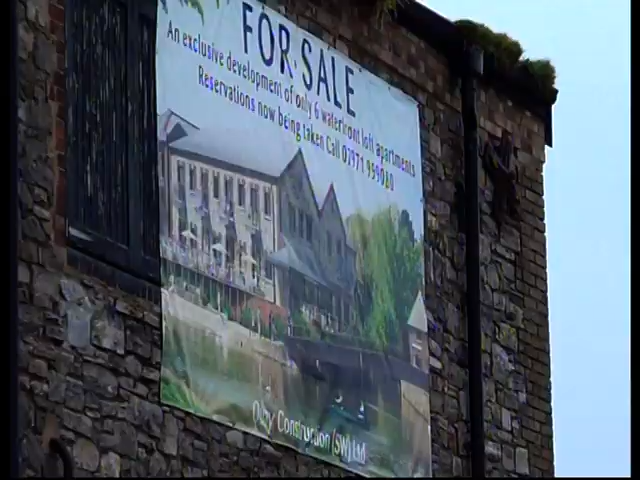 FOR SALE
An exclusive development of only 6 waterfront loft apartments
Reservations now being taken Call 07971 959080
Construction (SW) Ltd